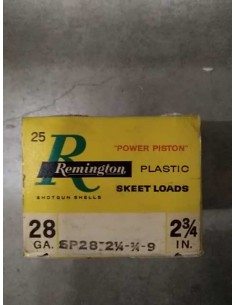 25 R "POWER PISTON"
Remington PLASTIC
SHOTGUN SHELLS SKEET LOADS
28 2¾
GA. SP28-2¼-¾-9 IN.